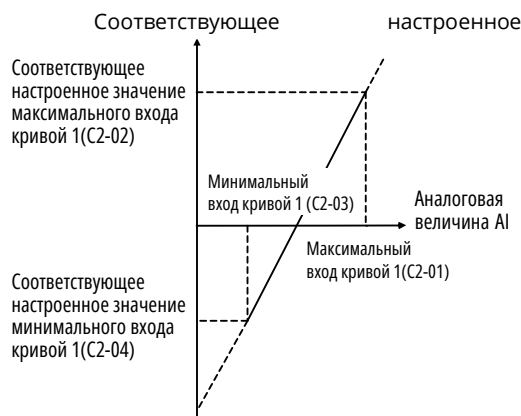 Соответствующее настроенное
Соответствующее
настроенное значение
максимального входа
кривой 1(C2-02)
Минимальный
вход кривой 1 (C2-03)
Аналоговая
величина AI
Максимальный
вход кривой 1(C2-01)
Соответствующее
настроенное значение
минимального входа
кривой 1(C2-04)